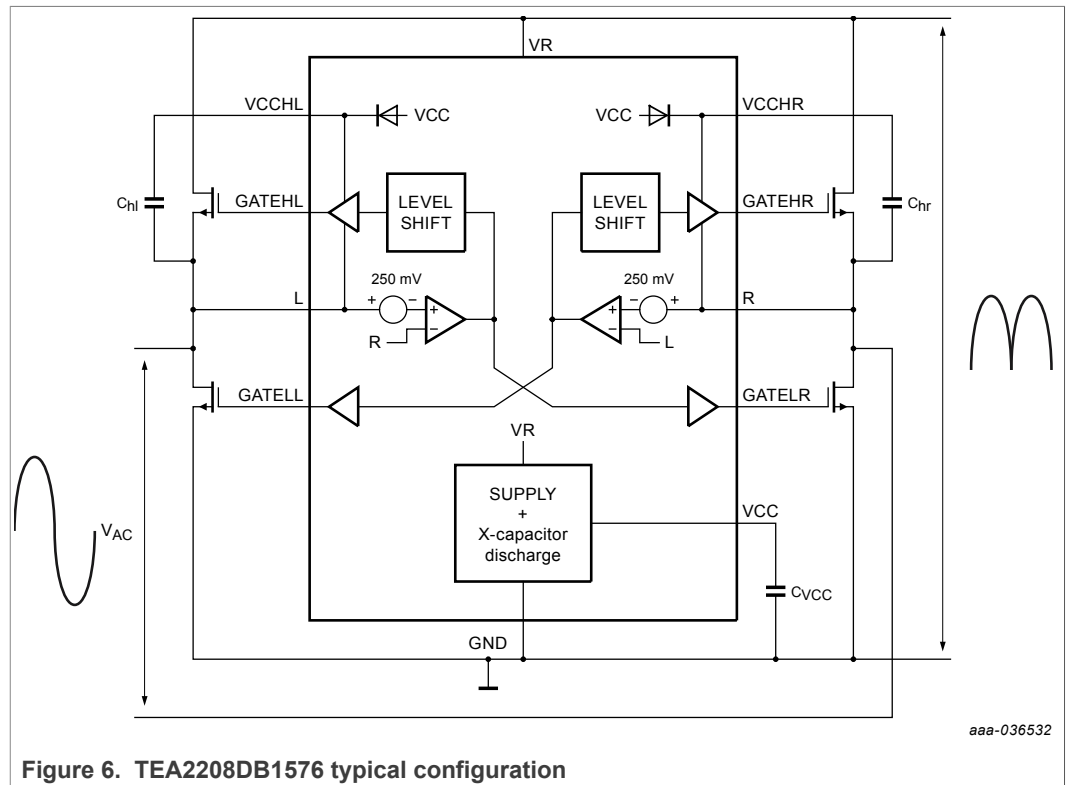 VR
VCCHL
VCC
VCC
VCCHR
Chl
GATEHL
LEVEL
SHIFT
LEVEL
SHIFT
GATEHR
Chr
250 mV
250 mV
L
+
−
+
−
+
−
+
−
R
R
L
GATELL
GATELR
VR
VAC
SUPPLY
+
X-capacitor
discharge
VCC
CVCC
GND
aaa-036532
Figure 6. TEA2208DB1576 typical configuration